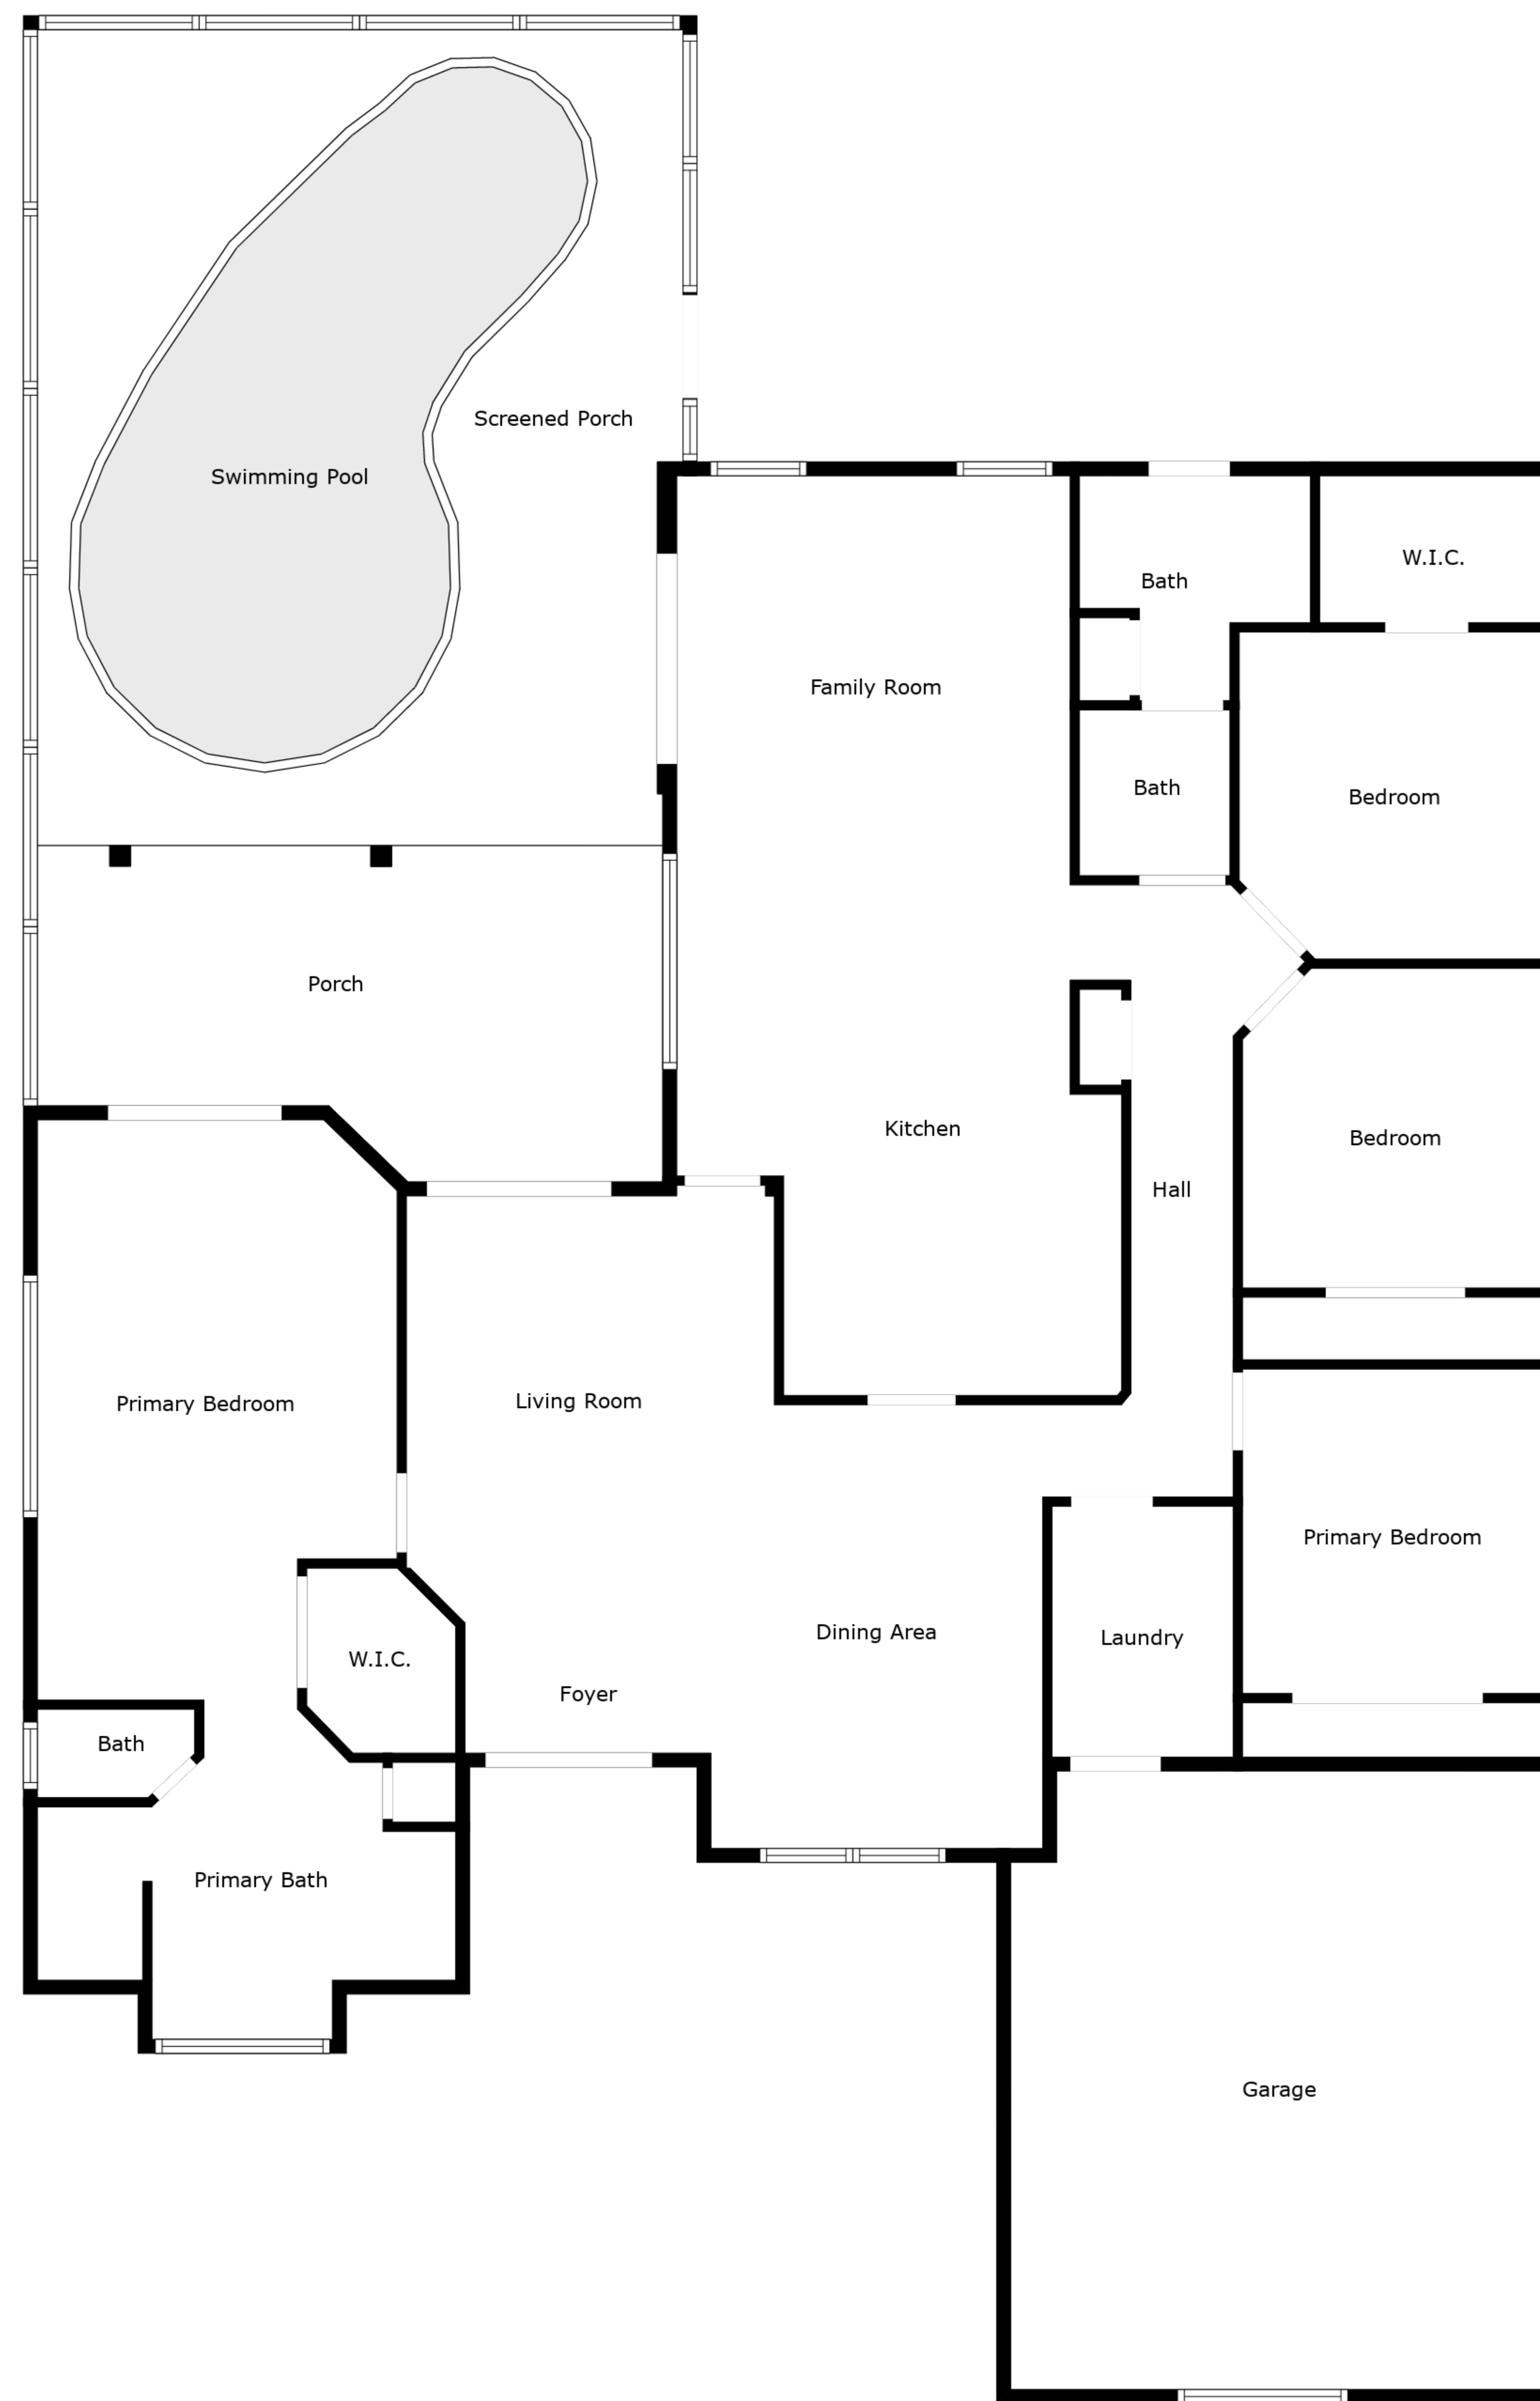 Screened Porch
Swimming Pool
W.I.C.
Bath
Family Room
Bath
Bedroom
Porch
Kitchen
Bedroom
Hall
Primary Bedroom
Living Room
Primary Bedroom
Dining Area
Laundry
W.I.C.
Foyer
Bath
Primary Bath
Garage